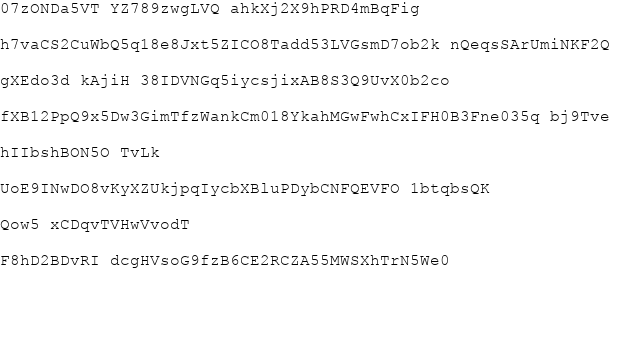 07zONDa5VT YZ789zwgLVQ ahkXj2X9hPRD4mBqFig
h7vaCS2CuWbQ5q18e8Jxt5ZICO8Tadd53LVGsmD7ob2k nQeqsSArUmiNKF2Q
gXEdo3d kAjiH 38IDVNGq5iycsjixAB8S3Q9UvX0b2co
fXB12PpQ9x5Dw3GimTfzWankCm018YkahMGwFwhCxIFH0B3Fne035q bj9Tve
hIIbshBON5O TvLk
UoE9INwDO8vKyXZUkjpqIycbXBluPDybCNFQEVFO 1btqbsQK
Qow5 xCDqvTVHwVvodT
F8hD2BDvRI dcgHVsoG9fzB6CE2RCZA55MWSXhTrN5We0